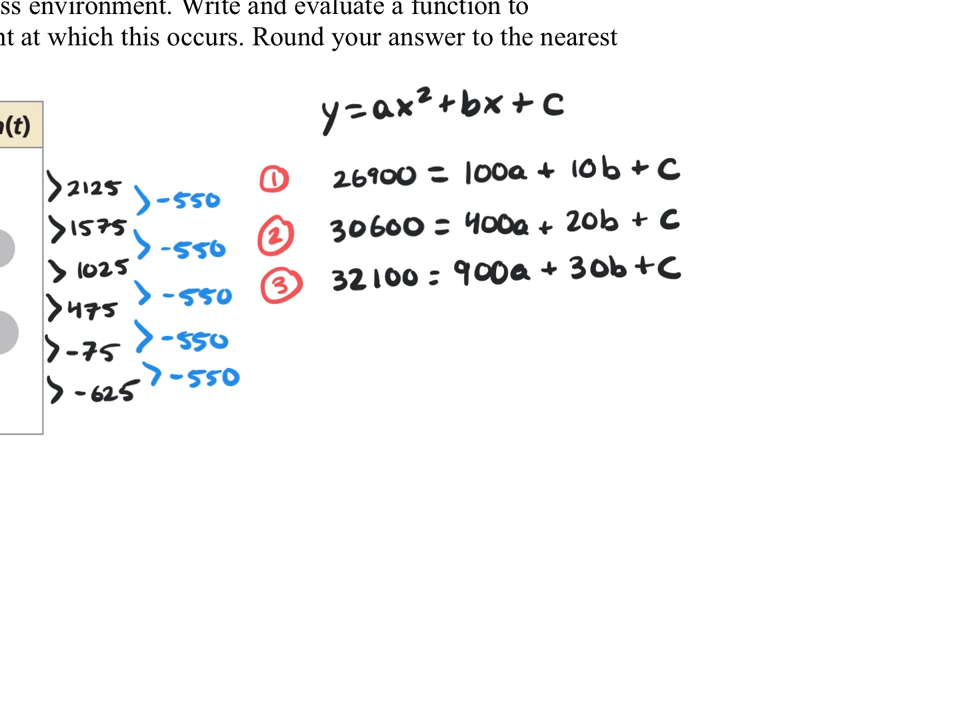 ss environment. Write and evaluate a function to
nt at which this occurs. Round your answer to the nearest
y=ax²+bx+c
h(t)
① 26900 = 100a + 10b + c
② 30600 = 400a + 20b + c
③ 32100 = 900a + 30b + c
>2125
>-550
>1575
>-550
>1025
>-550
>475
>-550
>-75
>-550
>-625